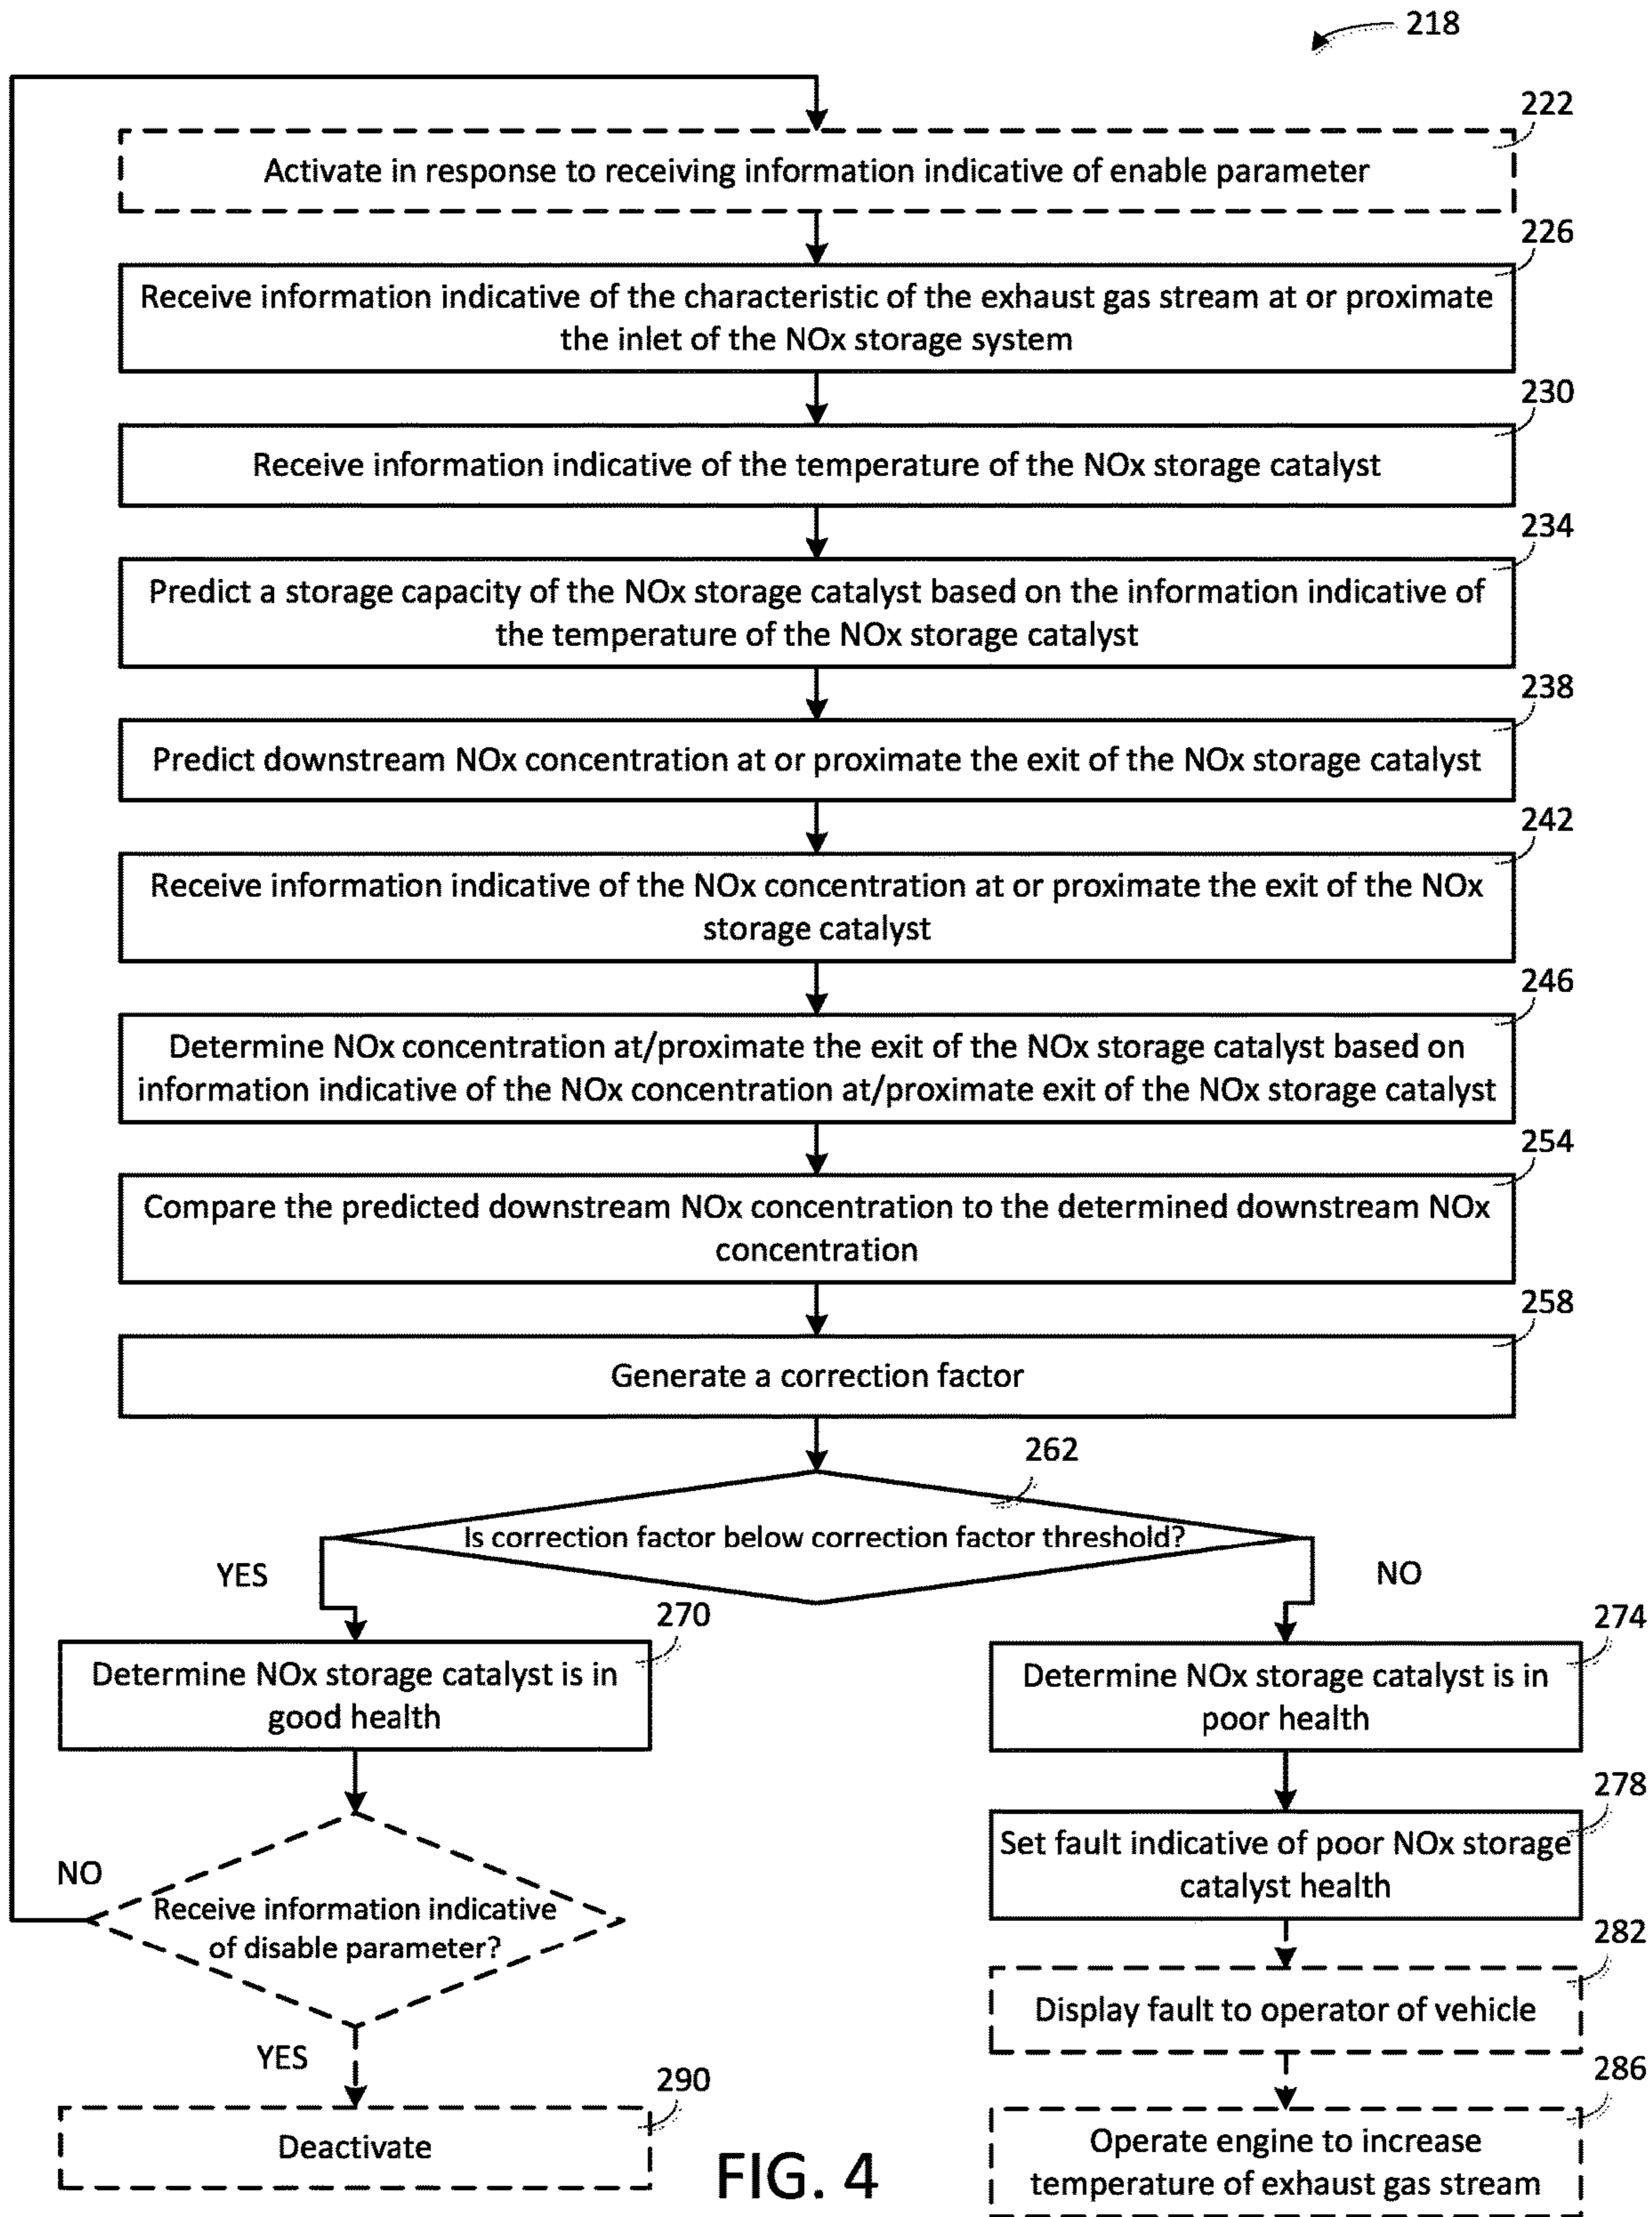 218
222
Activate in response to receiving information indicative of enable parameter
226
Receive information indicative of the characteristic of the exhaust gas stream at or proximate
the inlet of the NOx storage system
230
Receive information indicative of the temperature of the NOx storage catalyst
234
Predict a storage capacity of the NOx storage catalyst based on the information indicative of
the temperature of the NOx storage catalyst
238
Predict downstream NOx concentration at or proximate the exit of the NOx storage catalyst
242
Receive information indicative of the NOx concentration at or proximate the exit of the NOx
storage catalyst
246
Determine NOx concentration at/proximate the exit of the NOx storage catalyst based on
information indicative of the NOx concentration at/proximate exit of the NOx storage catalyst
254
Compare the predicted downstream NOx concentration to the determined downstream NOx
concentration
258
Generate a correction factor
262
Is correction factor below correction factor threshold?
YES
NO
270
Determine NOx storage catalyst is in
good health
274
Determine NOx storage catalyst is in
poor health
278
Set fault indicative of poor NOx storage
catalyst health
NO
Receive information indicative
of disable parameter?
282
Display fault to operator of vehicle
YES
290
Deactivate
286
Operate engine to increase
temperature of exhaust gas stream
FIG. 4